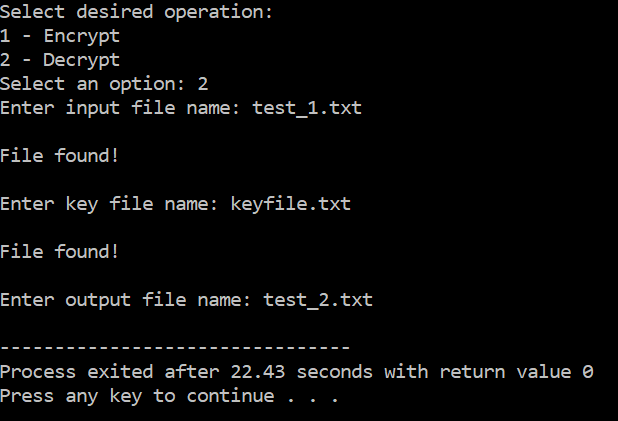 Select desired operation:
1 - Encrypt
2 - Decrypt
Select an option: 2
Enter input file name: test_1.txt
File found!
Enter key file name: keyfile.txt
File found!
Enter output file name: test_2.txt
--------------------------------
Process exited after 22.43 seconds with return value 0
Press any key to continue . . .